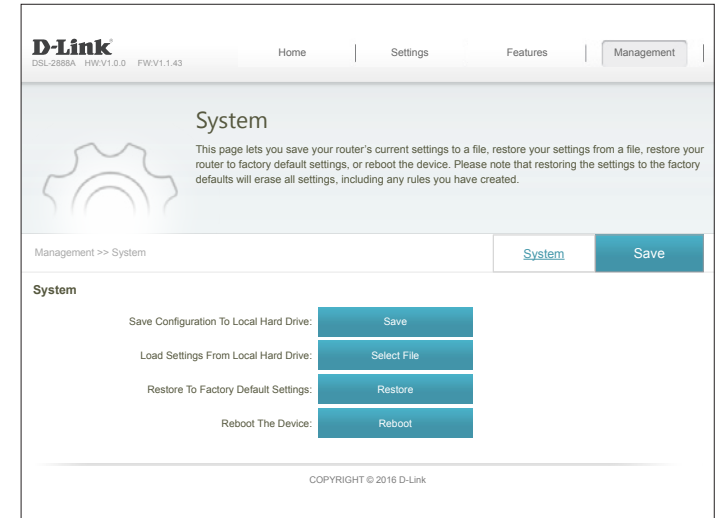 D-Link
DSL-2888A HW:V1.0.0 FW:V1.1.43
Home
Settings
Features
Management
System
This page lets you save your router’s current settings to a file, restore your settings from a file, restore your
router to factory default settings, or reboot the device. Please note that restoring the settings to the factory
defaults will erase all settings, including any rules you have created.
Management >> System
System
Save
System
Save Configuration To Local Hard Drive: Save
Load Settings From Local Hard Drive: Select File
Restore To Factory Default Settings: Restore
Reboot The Device: Reboot
COPYRIGHT © 2016 D-Link